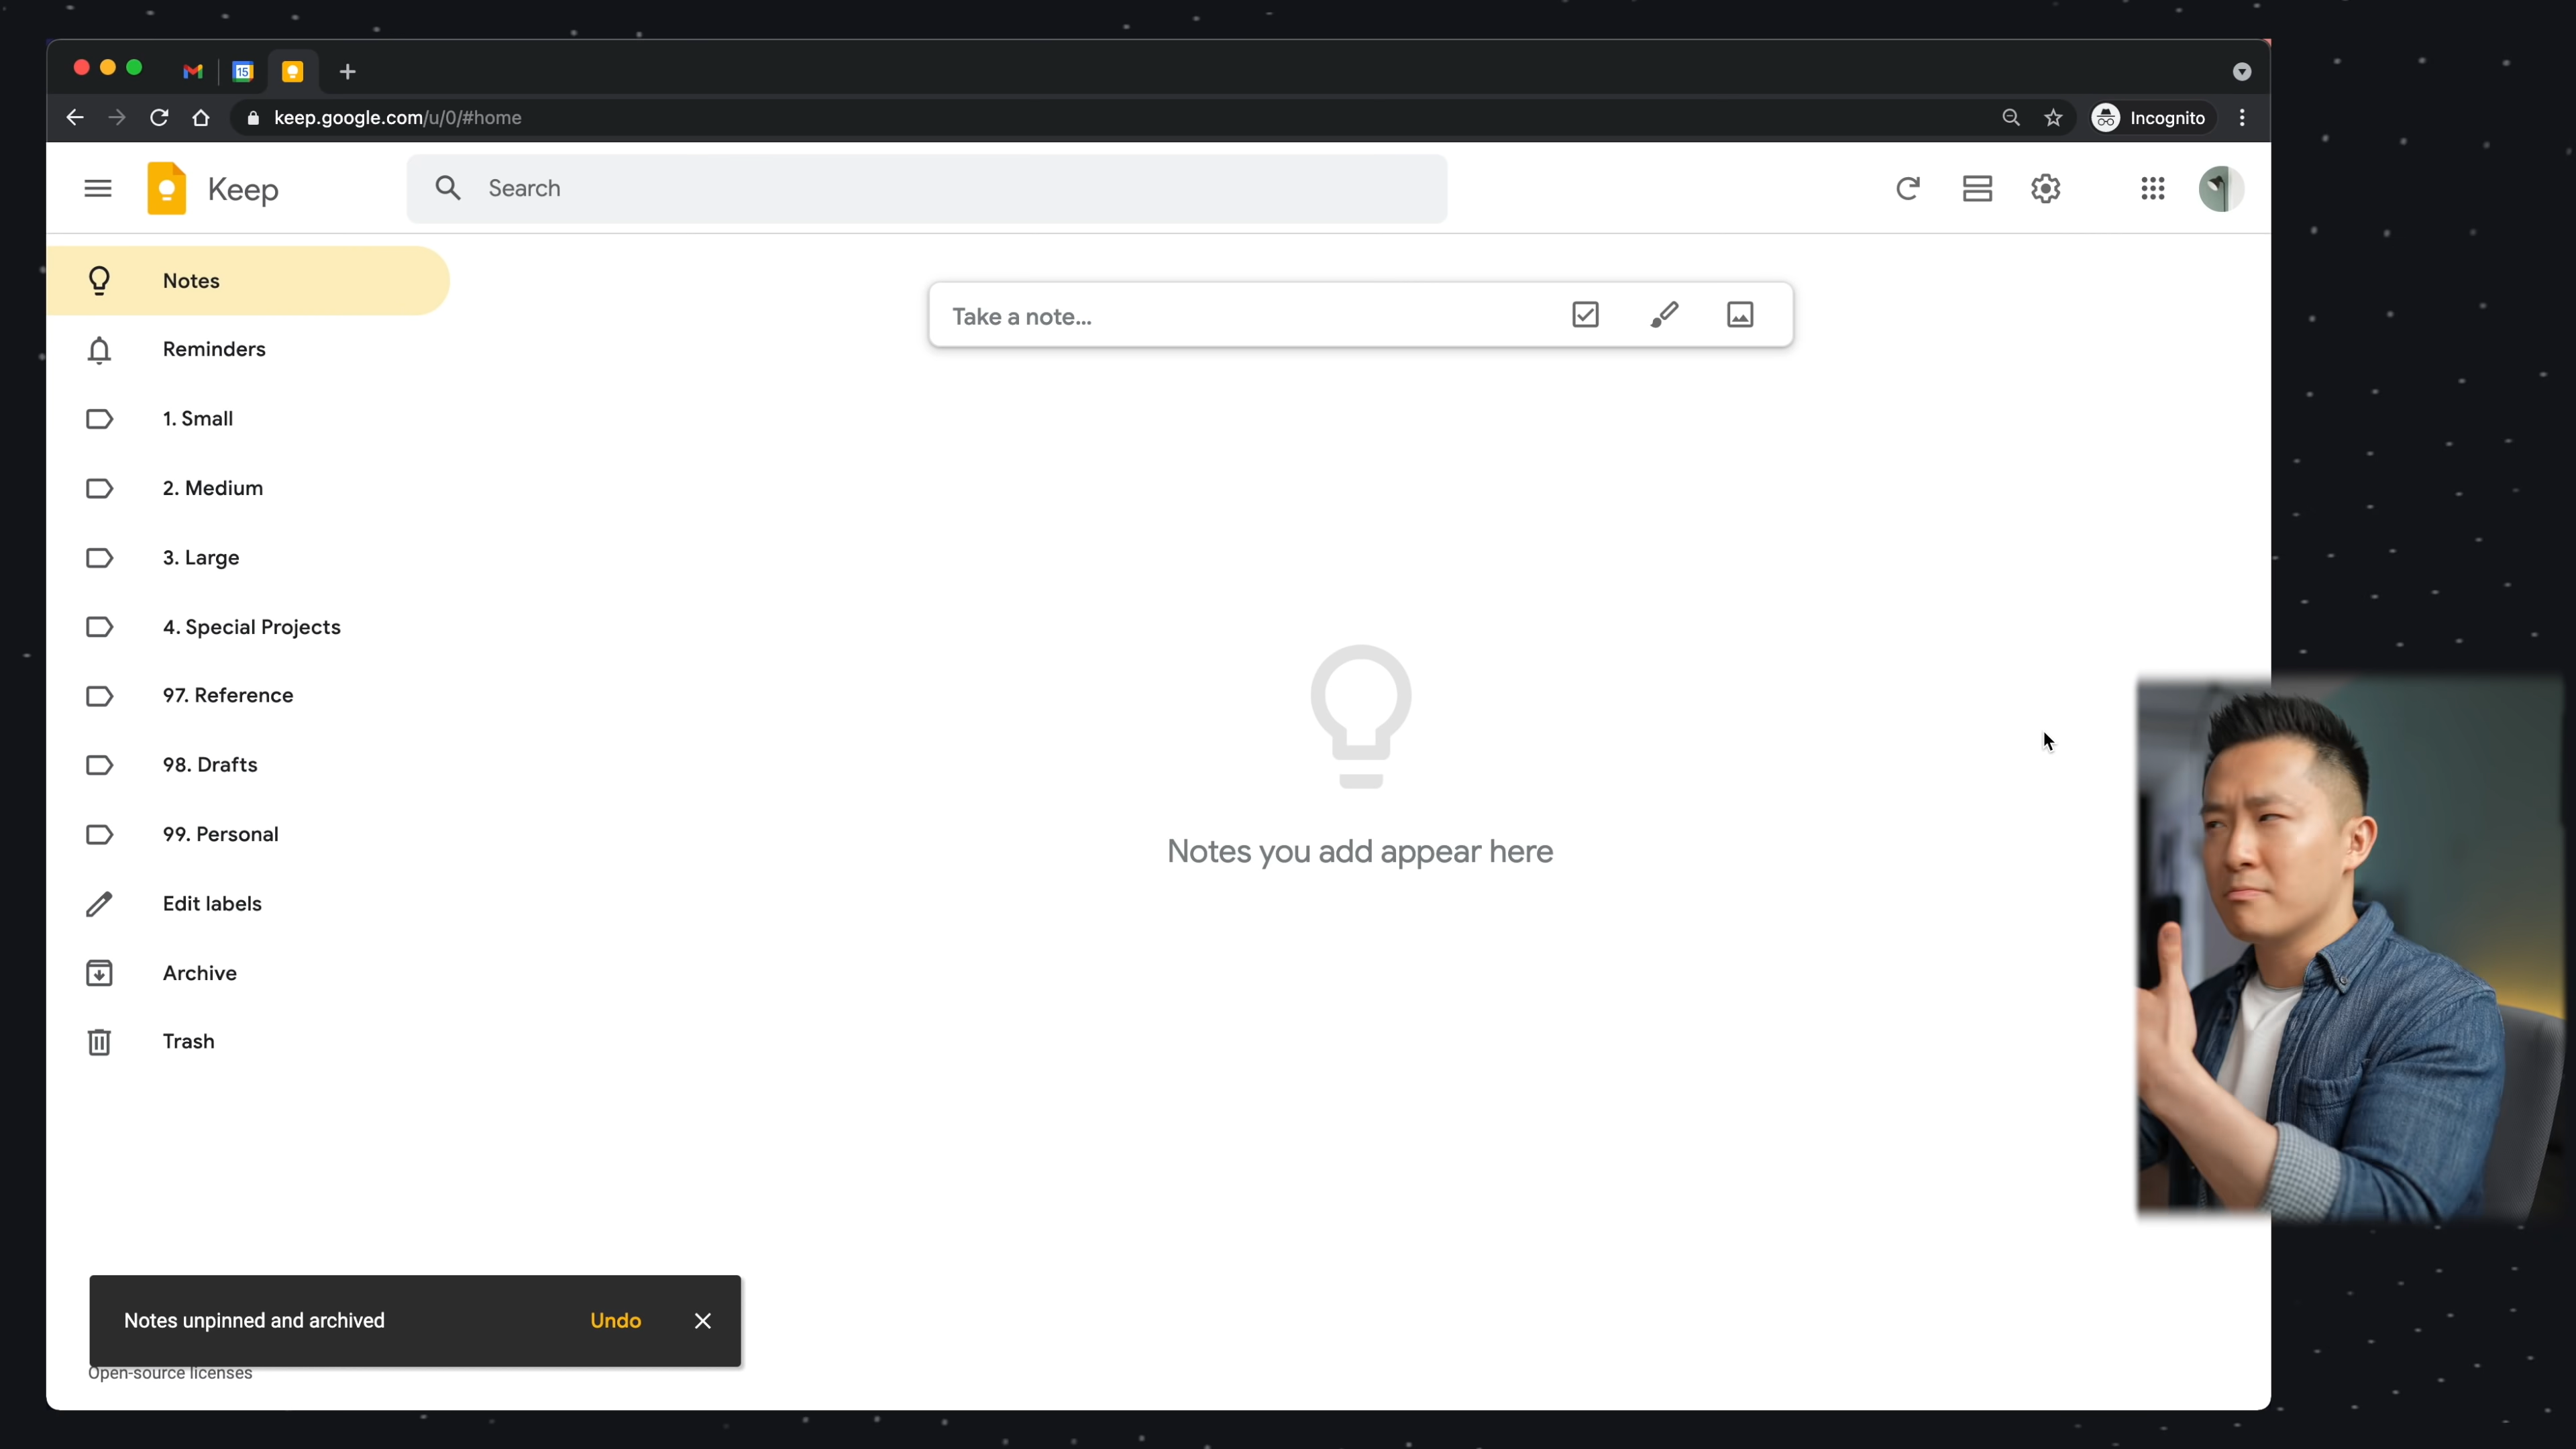 15
keep.google.com/u/0/#home
Incognito
Keep
Search
Notes
Take a note...
Reminders
1. Small
2. Medium
3. Large
4. Special Projects
97. Reference
98. Drafts
99. Personal
Notes you add appear here
Edit labels
Archive
Trash
Notes unpinned and archived
Undo
Open-source licenses